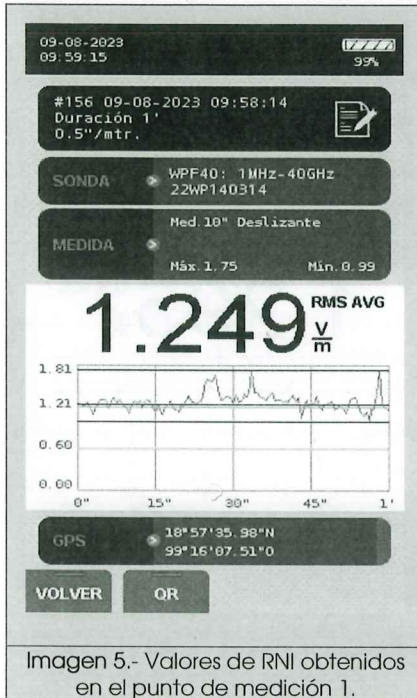 09-08-2023
09:59:15
99%
#156 09-08-2023 09:58:14
Duración 1'
0.5"/mtr.
SONDA
WPF40: 1MHz-40GHz
22WP140314
MEDIDA
Med.10" Deslizante
Máx.1.75 Mín.0.99
1.249 RMS AVG
V/m
1.81
1.21
0.60
0.00
0" 15" 30" 45" 1'
GPS
18°57'35.98"N
99°16'07.51"O
VOLVER QR
Imagen 5.- Valores de RNI obtenidos
en el punto de medición 1.